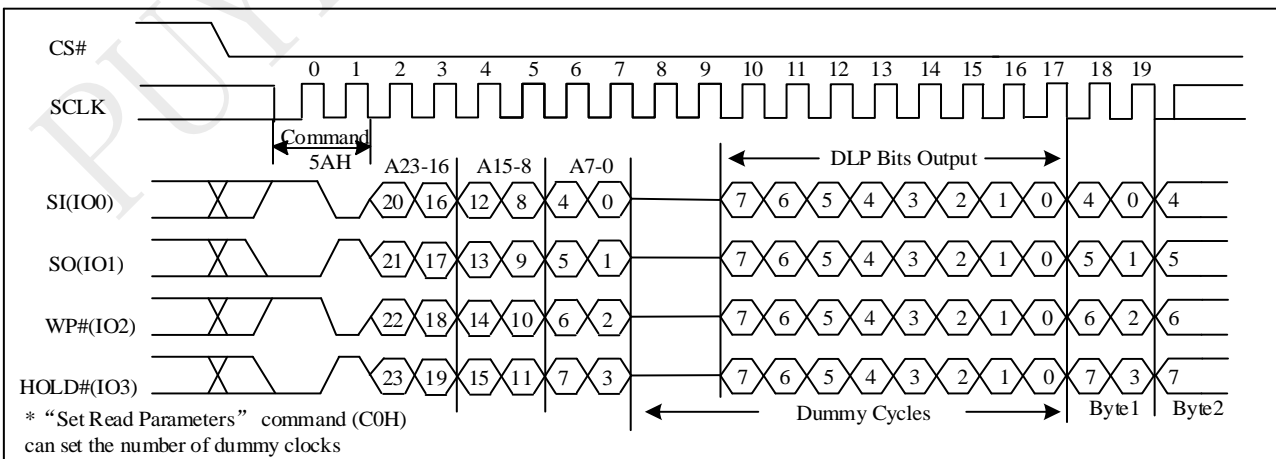 PUYA
CS#
0 1 2 3 4 5 6 7 8 9 10 11 12 13 14 15 16 17 18 19
SCLK
Command
5AH
A23-16 A15-8 A7-0 DLP Bits Output
SI(IO0) 20 16 12 8 4 0 7 6 5 4 3 2 1 0 4 0 4
SO(IO1) 21 17 13 9 5 1 7 6 5 4 3 2 1 0 5 1 5
WP#(IO2) 22 18 14 10 6 2 7 6 5 4 3 2 1 0 6 2 6
HOLD#(IO3) 23 19 15 11 7 3 7 6 5 4 3 2 1 0 7 3 7
Dummy Cycles Byte1 Byte2
* “Set Read Parameters” command (C0H)
can set the number of dummy clocks